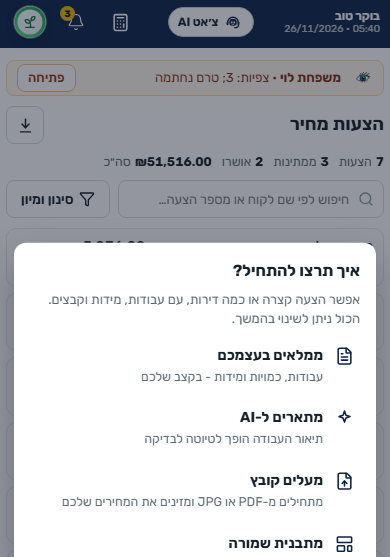 בוקר טוב
26/11/2026 - 05:40
צ׳אט AI
3
משפחת לוי · צפיות: 3; טרם נחתמה
פתיחה
הצעות מחיר
7 הצעות 3 ממתינות 2 אושרו ₪51,516.00 סה״כ
חיפוש לפי שם לקוח או מספר הצעה...
סינון ומיון
איך תרצו להתחיל?
אפשר הצעה קצרה או כמה דירות, עם עבודות, מידות וקבצים.
הכול ניתן לשינוי בהמשך.
ממלאים בעצמכם
עבודות, כמויות ומידות - בקצב שלכם
מתארים ל-AI
תיאור העבודה הופך לטיוטה לבדיקה
מעלים קובץ
מתחילים מ-PDF או JPG ומזינים את המחירים שלכם
מתבנית שמורה